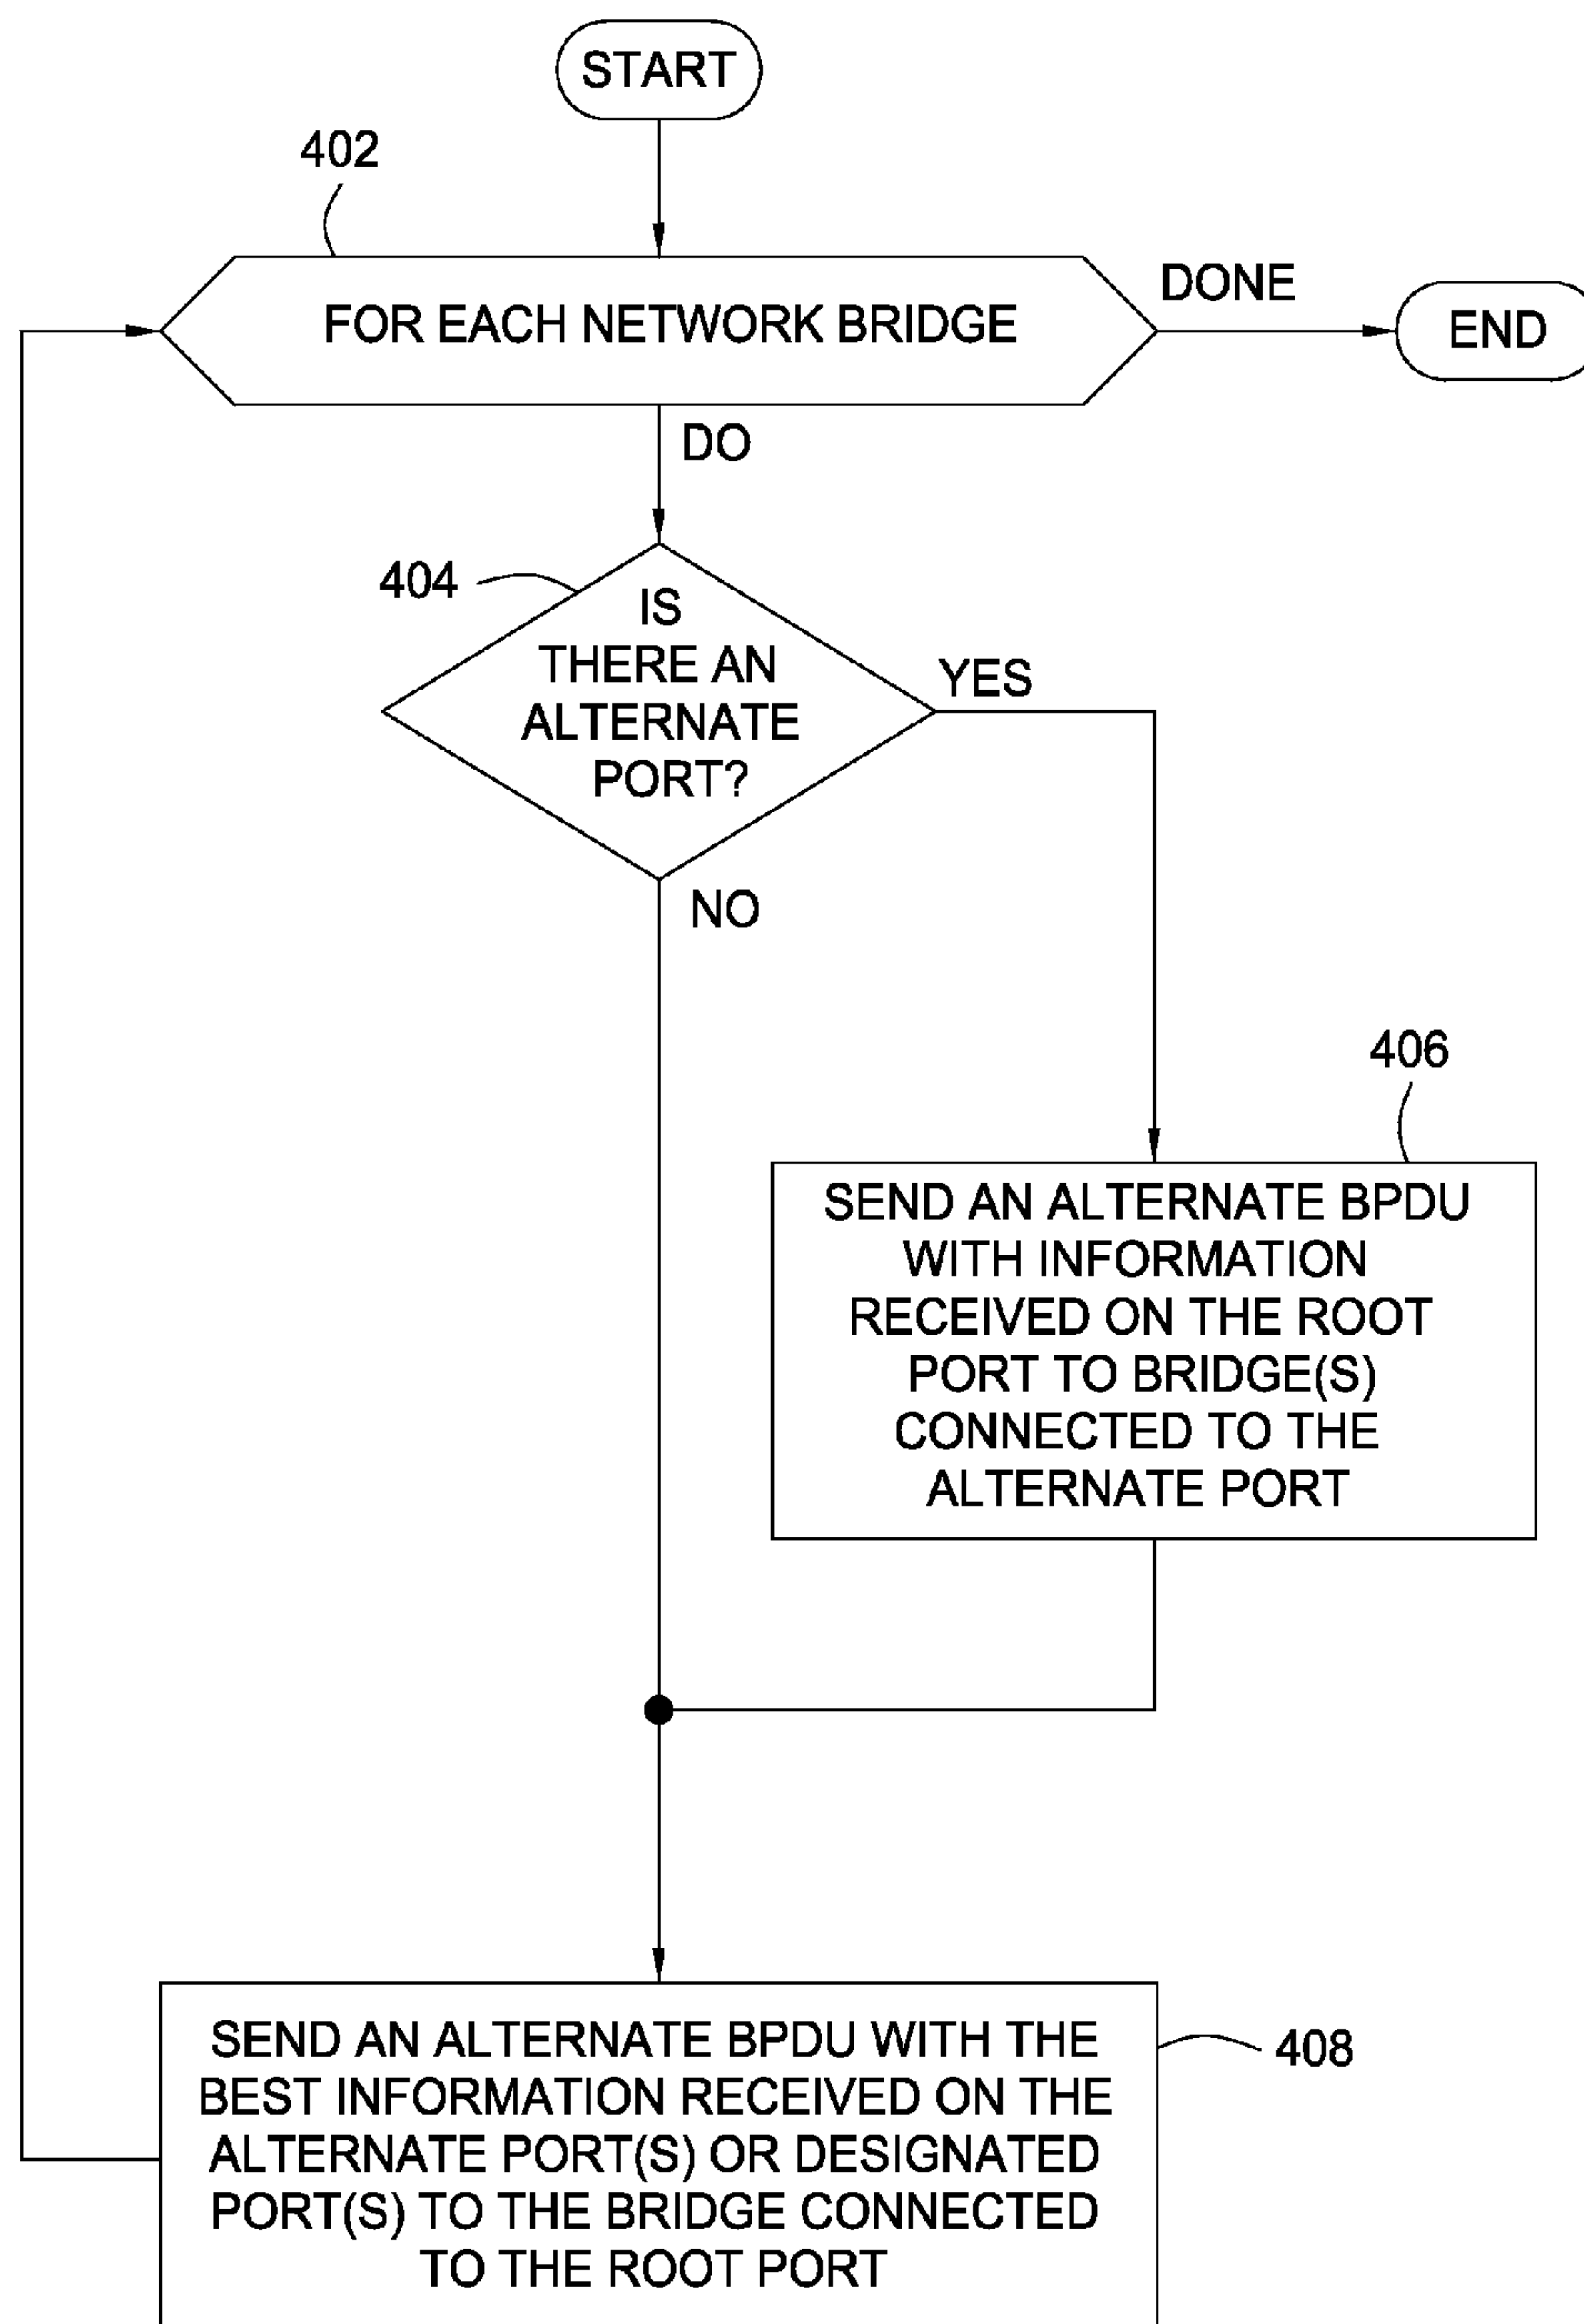 START
402
FOR EACH NETWORK BRIDGE
DONE
END
DO
404
IS
THERE AN
ALTERNATE
PORT?
YES
NO
406
SEND AN ALTERNATE BPDU
WITH INFORMATION
RECEIVED ON THE ROOT
PORT TO BRIDGE(S)
CONNECTED TO THE
ALTERNATE PORT
SEND AN ALTERNATE BPDU WITH THE
BEST INFORMATION RECEIVED ON THE
ALTERNATE PORT(S) OR DESIGNATED
PORT(S) TO THE BRIDGE CONNECTED
TO THE ROOT PORT
408